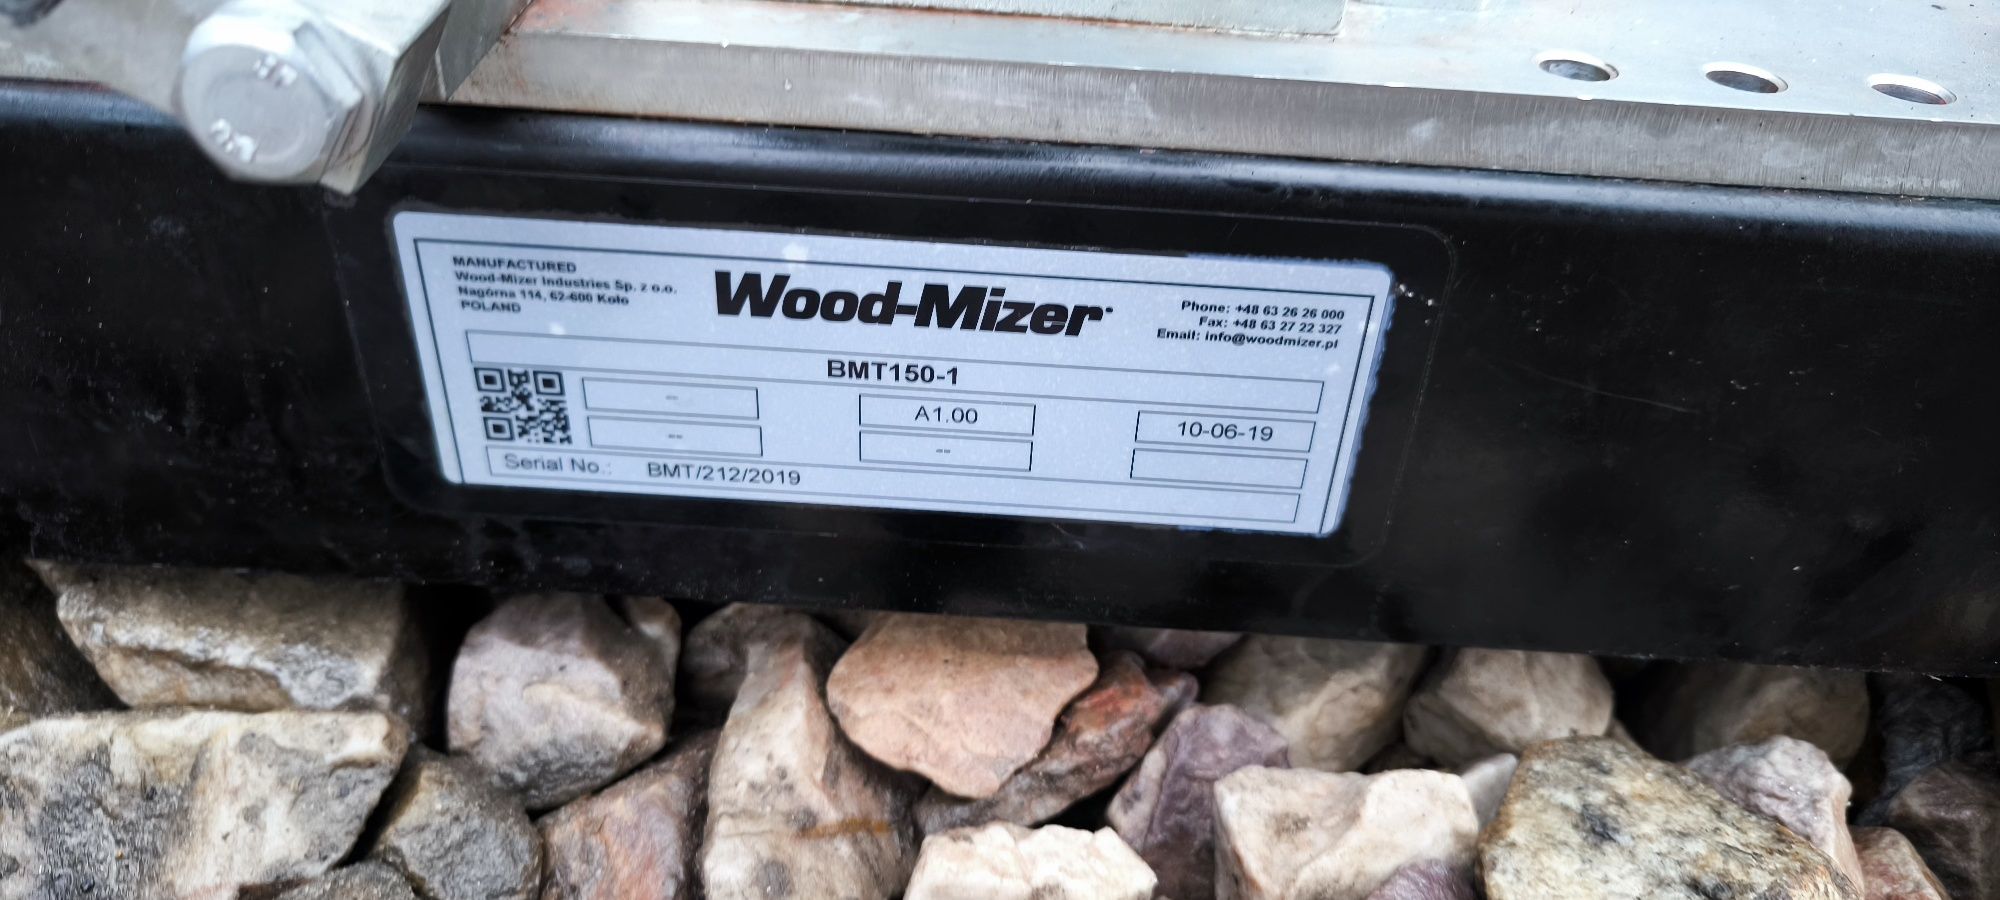 MANUFACTURED
Wood-Mizer Industries Sp. z o.o.
Nagórna 114, 62-600 Koło
POLAND
Wood-Mizer
Phone: +48 63 26 26 000
Fax: +48 63 27 22 327
Email: info@woodmizer.pl
BMT150-1
--
A1.00
10-06-19
--
--
Serial No.: BMT/212/2019